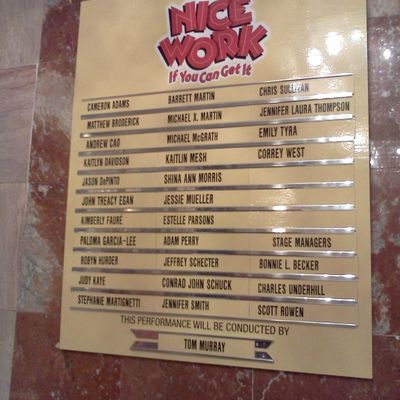 NICE
WORK
If You Can Get It
CAMERON ADAMS BARRETT MARTIN CHRIS SULLIVAN
MATTHEW BRODERICK MICHAEL X. MARTIN JENNIFER LAURA THOMPSON
ANDREW CAO MICHAEL McGRATH EMILY TYRA
KAITLYN DAVIDSON KAITLIN MESH CORREY WEST
JASON DePINTO SHINA ANN MORRIS
JOHN TREACY EGAN JESSIE MUELLER
KIMBERLY FAURÉ ESTELLE PARSONS
PALOMA GARCIA-LEE ADAM PERRY STAGE MANAGERS
ROBYN HURDER JEFFREY SCHECTER BONNIE L. BECKER
JUDY KAYE CONRAD JOHN SCHUCK CHARLES UNDERHILL
STEPHANIE MARTIGNETTI JENNIFER SMITH SCOTT ROWEN
THIS PERFORMANCE WILL BE CONDUCTED BY
TOM MURRAY